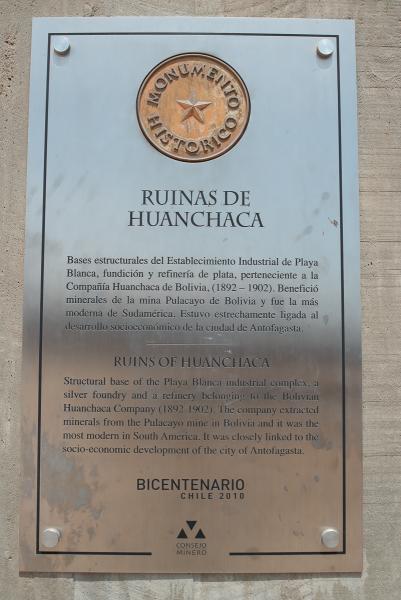 MONUMENTO
HISTORICO
RUINAS DE
HUANCHACA
Bases estructurales del Establecimiento Industrial de Playa
Blanca, fundición y refinería de plata, perteneciente a la
Compañía Huanchaca de Bolivia, (1892 – 1902). Benefició
minerales de la mina Pulacayo de Bolivia y fue la más
moderna de Sudamérica. Estuvo estrechamente ligada al
desarrollo socioeconómico de la ciudad de Antofagasta.
RUINS OF HUANCHACA
Structural base of the Playa Blanca industrial complex, a
silver foundry and a refinery belonging to the Bolivian
Huanchaca Company (1892-1902). The company extracted
minerals from the Pulacayo mine in Bolivia and it was the
most modern in South America. It was closely linked to the
socio-economic development of the city of Antofagasta.
BICENTENARIO
CHILE 2010
CONSEJO
MINERO